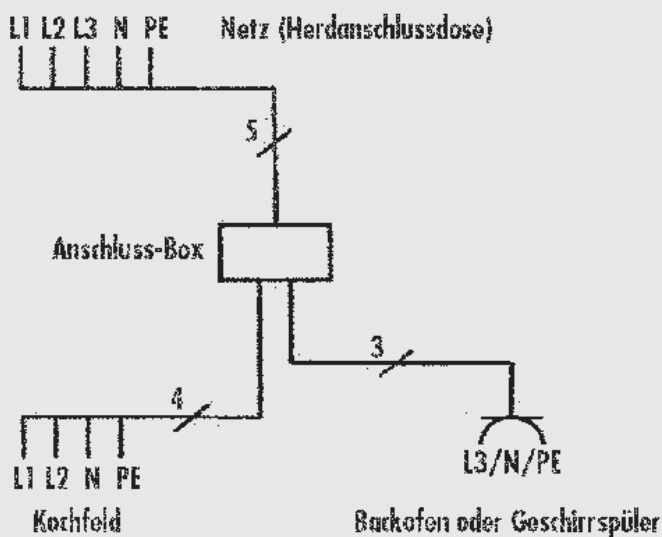 L1 L2 L3 N PE Netz (Herdanschlussdose)
5
Anschluss-Box
3
4
L1 L2 N PE
L3/N/PE
Kochfeld
Backofen oder Geschirrspüler